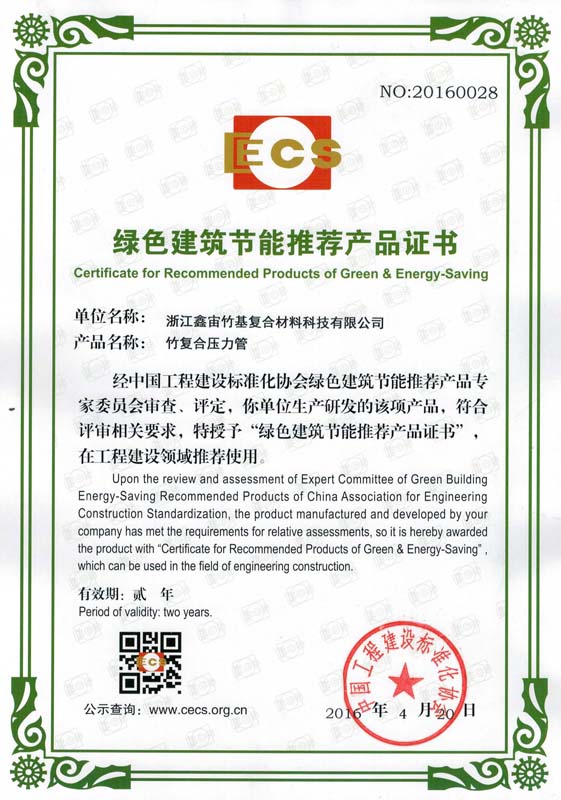 NO:20160028
ECS
绿色建筑节能推荐产品证书
Certificate for Recommended Products of Green & Energy-Saving
单位名称： 浙江鑫宙竹基复合材料科技有限公司
产品名称： 竹复合压力管
经中国工程建设标准化协会绿色建筑节能推荐产品专
家委员会审查、评定，你单位生产研发的该项产品，符合
评审相关要求，特授予“绿色建筑节能推荐产品证书”，
在工程建设领域推荐使用。
Upon the review and assessment of Expert Committee of Green Building
Energy-Saving Recommended Products of China Association for Engineering
Construction Standardization, the product manufactured and developed by your
company has met the requirements for relative assessments, so it is hereby awarded
the product with “Certificate for Recommended Products of Green & Energy-Saving” ,
which can be used in the field of engineering construction.
有效期：贰 年
Period of validity: two years.
ECS
中国工程建设标准化协会
公示查询：www.cecs.org.cn
2016 年 4 月 20 日